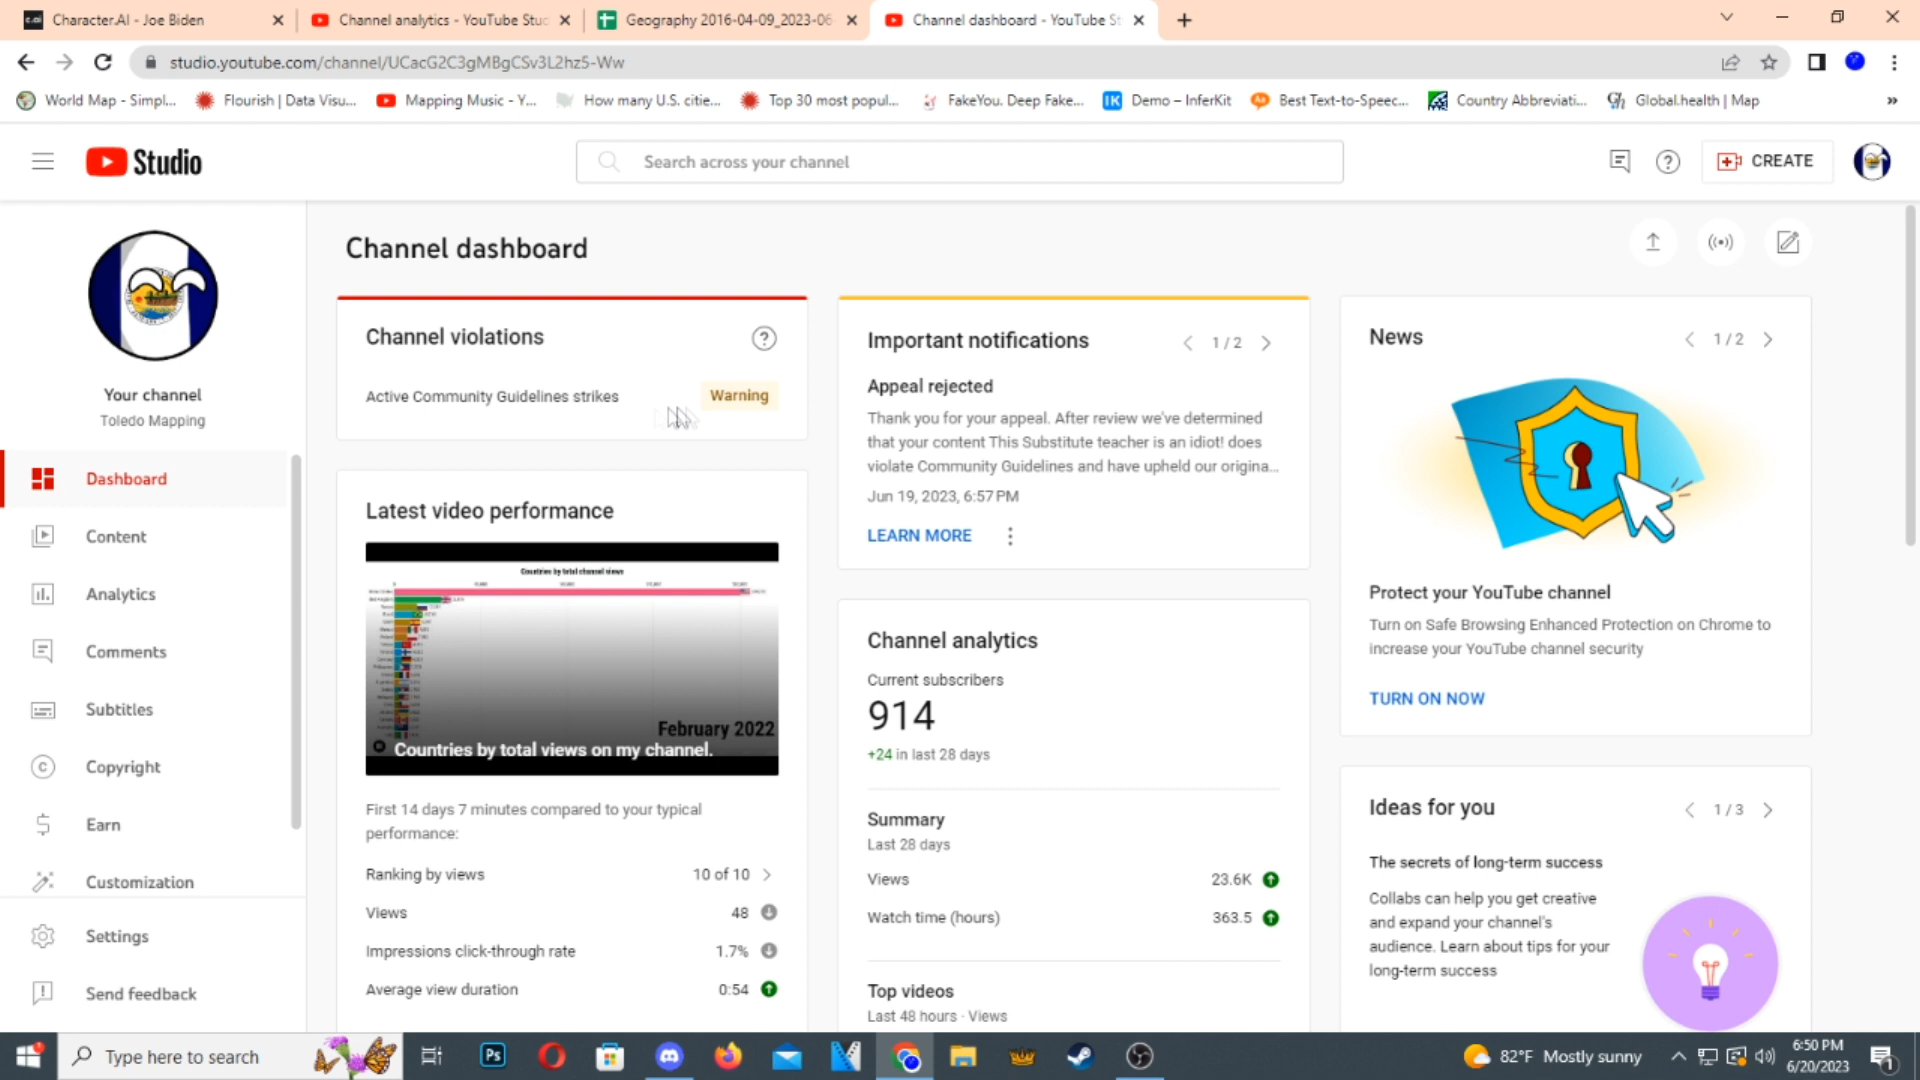 Character.AI - Joe Biden
Channel analytics - YouTube Stu
Geography 2016-04-09_2023-06-
Channel dashboard - YouTube St
studio.youtube.com/channel/UCacG2C3gMBgCSv3L2hz5-Ww
World Map - Simpl...
Flourish | Data Visu...
Mapping Music - Y...
How many U.S. citie...
Top 30 most popul...
FakeYou. Deep Fake...
Demo – InferKit
Best Text-to-Speec...
Country Abbreviati...
Global.health | Map
»
Studio
Search across your channel
CREATE
Your channel
Toledo Mapping
Dashboard
Content
Analytics
Comments
Subtitles
Copyright
Earn
Customization
Settings
Send feedback
Channel dashboard
Channel violations
Active Community Guidelines strikes
Warning
Latest video performance
Countries by total channel views
February 2022
Countries by total views on my channel.
First 14 days 7 minutes compared to your typical
performance:
Ranking by views
10 of 10
Views
48
Impressions click-through rate
1.7%
Average view duration
0:54
Important notifications
1 / 2
Appeal rejected
Thank you for your appeal. After review we've determined
that your content This Substitute teacher is an idiot! does
violate Community Guidelines and have upheld our origina...
Jun 19, 2023, 6:57 PM
LEARN MORE
Channel analytics
Current subscribers
914
+24 in last 28 days
Summary
Last 28 days
Views
23.6K
Watch time (hours)
363.5
Top videos
Last 48 hours · Views
News
1 / 2
Protect your YouTube channel
Turn on Safe Browsing Enhanced Protection on Chrome to
increase your YouTube channel security
TURN ON NOW
Ideas for you
1 / 3
The secrets of long-term success
Collabs can help you get creative
and expand your channel's
audience. Learn about tips for your
long-term success
Type here to search
Ps
82°F Mostly sunny
6:50 PM
6/20/2023
1